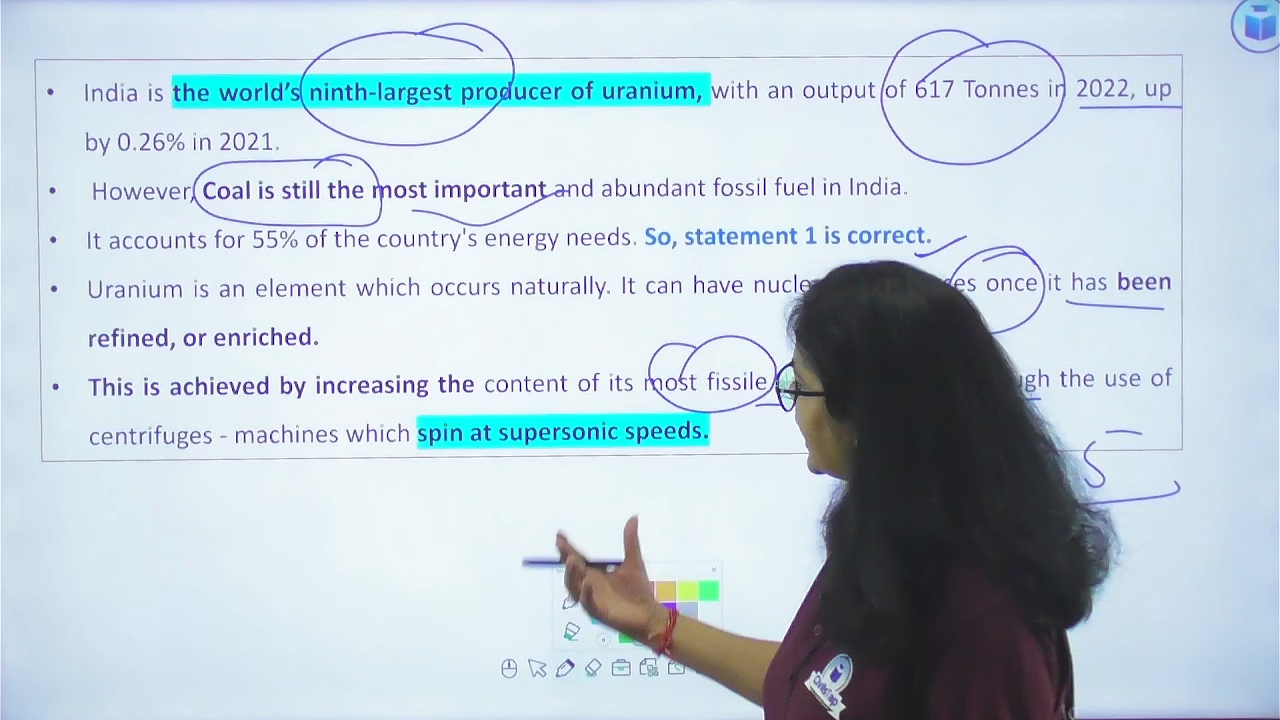 • India is the world's ninth-largest producer of uranium, with an output of 617 Tonnes in 2022, up
by 0.26% in 2021.
• However, Coal is still the most important and abundant fossil fuel in India.
• It accounts for 55% of the country's energy needs. So, statement 1 is correct.
• Uranium is an element which occurs naturally. It can have once it has been
refined, or enriched.
• This is achieved by increasing the content of its most fissile the use of
centrifuges - machines which spin at supersonic speeds.
5